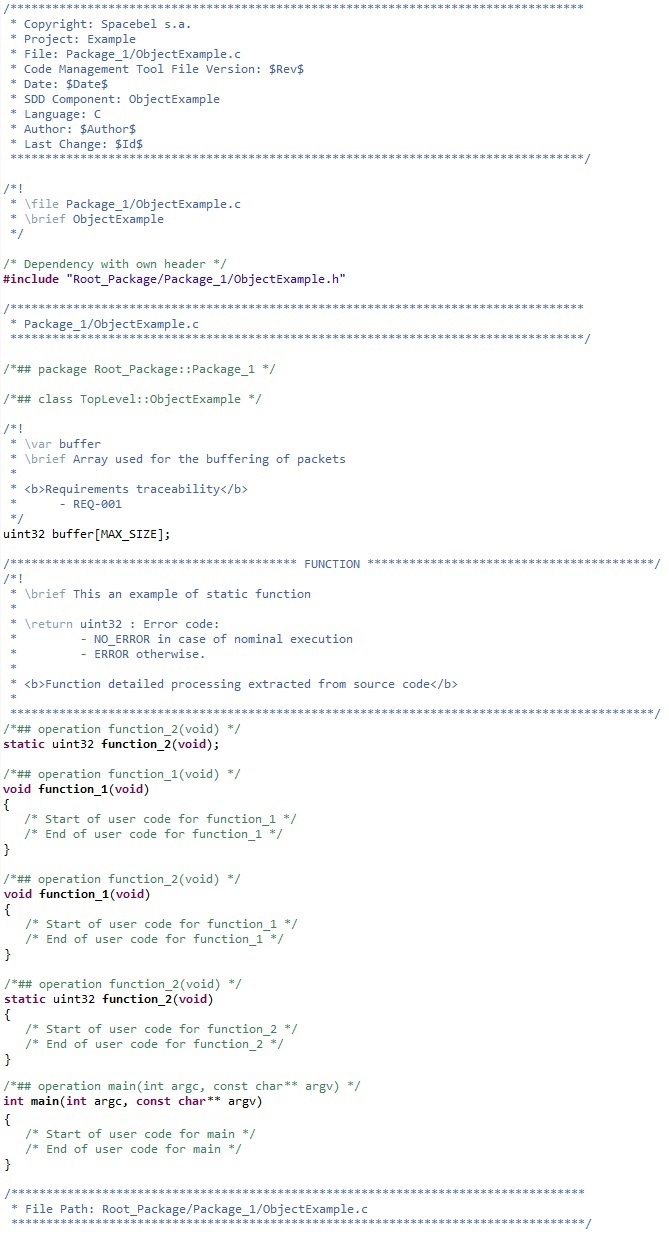 /*********************************************************************************
 * Copyright: Spacebel s.a.
 * Project: Example
 * File: Package_1/ObjectExample.c
 * Code Management Tool File Version: $Rev$
 * Date: $Date$
 * SDD Component: ObjectExample
 * Language: C
 * Author: $Author$
 * Last Change: $Id$
 *********************************************************************************/

/*!
 * \file Package_1/ObjectExample.c
 * \brief ObjectExample
 */

/* Dependency with own header */
#include "Root_Package/Package_1/ObjectExample.h"

/*********************************************************************************
 * Package_1/ObjectExample.c
 *********************************************************************************/

/*## package Root_Package::Package_1 */

/*## class TopLevel::ObjectExample */

/*!
 * \var buffer
 * \brief Array used for the buffering of packets
 *
 * <b>Requirements traceability</b>
 *      - REQ-001
 */
uint32 buffer[MAX_SIZE];

/***************************************** FUNCTION *****************************************/
/*!
 * \brief This an example of static function
 *
 * \return uint32 : Error code:
 *         - NO_ERROR in case of nominal execution
 *         - ERROR otherwise.
 *
 * <b>Function detailed processing extracted from source code</b>
 *
 *******************************************************************************************/
/*## operation function_2(void) */
static uint32 function_2(void);

/*## operation function_1(void) */
void function_1(void)
{
   /* Start of user code for function_1 */
   /* End of user code for function_1 */
}

/*## operation function_2(void) */
void function_1(void)
{
   /* Start of user code for function_1 */
   /* End of user code for function_1 */
}

/*## operation function_2(void) */
static uint32 function_2(void)
{
   /* Start of user code for function_2 */
   /* End of user code for function_2 */
}

/*## operation main(int argc, const char** argv) */
int main(int argc, const char** argv)
{
   /* Start of user code for main */
   /* End of user code for main */
}

/*********************************************************************************
 * File Path: Root_Package/Package_1/ObjectExample.c
 *********************************************************************************/